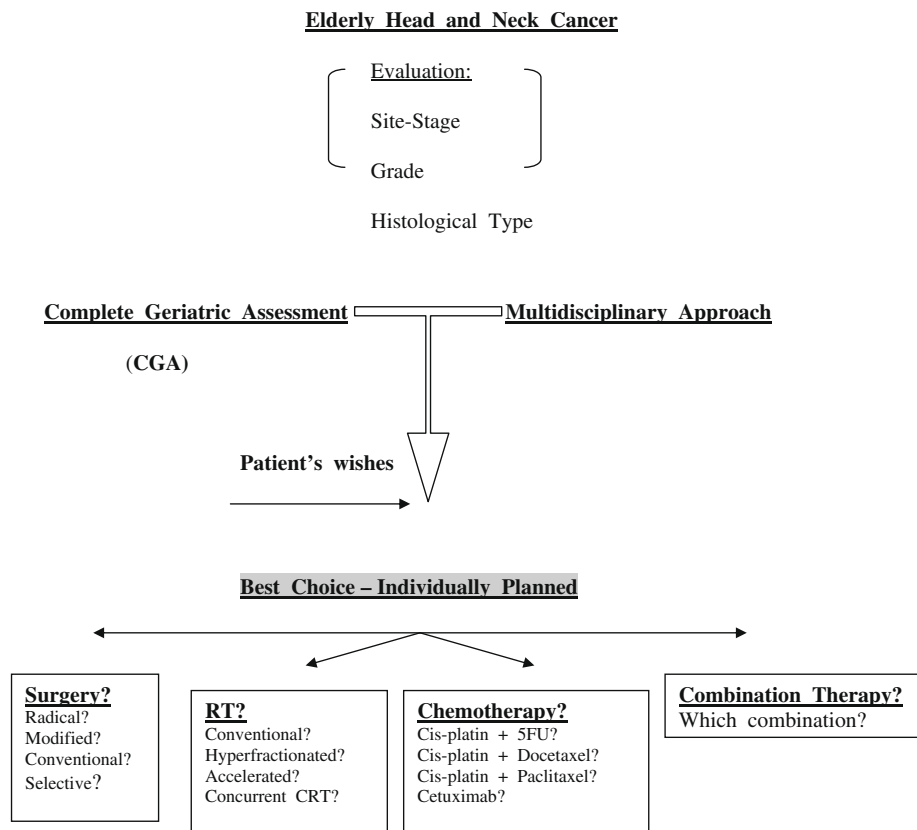 Elderly Head and Neck Cancer
Evaluation:
Site-Stage
Grade
Histological Type
Complete Geriatric Assessment
(CGA)
Multidisciplinary Approach
Patient’s wishes
Best Choice – Individually Planned
Surgery?
Radical?
Modified?
Conventional?
Selective?
RT?
Conventional?
Hyperfractionated?
Accelerated?
Concurrent CRT?
Chemotherapy?
Cis-platin + 5FU?
Cis-platin + Docetaxel?
Cis-platin + Paclitaxel?
Cetuximab?
Combination Therapy?
Which combination?